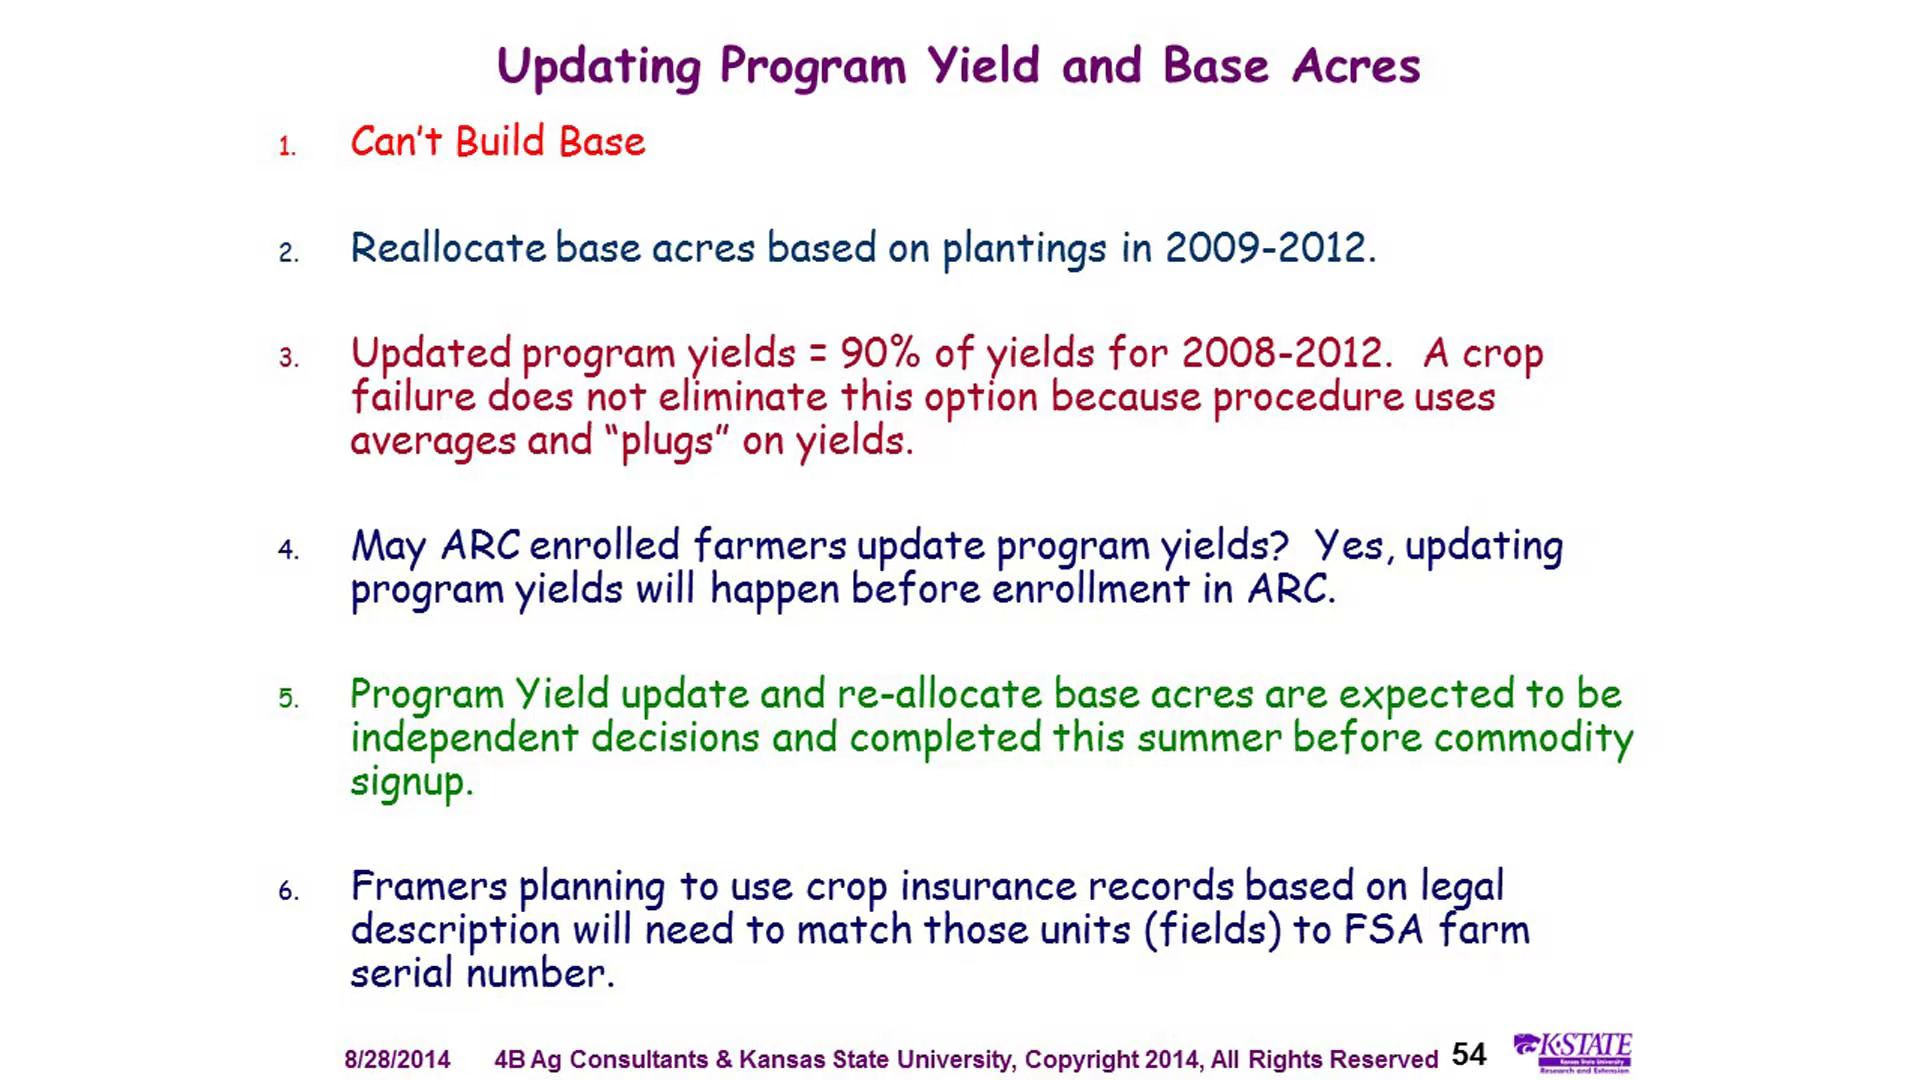 Updating Program Yield and Base Acres
1. Can't Build Base
2. Reallocate base acres based on plantings in 2009-2012.
3. Updated program yields = 90% of yields for 2008-2012. A crop
failure does not eliminate this option because procedure uses
averages and “plugs” on yields.
4. May ARC enrolled farmers update program yields? Yes, updating
program yields will happen before enrollment in ARC.
5. Program Yield update and re-allocate base acres are expected to be
independent decisions and completed this summer before commodity
signup.
6. Framers planning to use crop insurance records based on legal
description will need to match those units (fields) to FSA farm
serial number.
8/28/2014 4B Ag Consultants & Kansas State University, Copyright 2014, All Rights Reserved 54
K-STATE
Kansas State University
Research and Extension